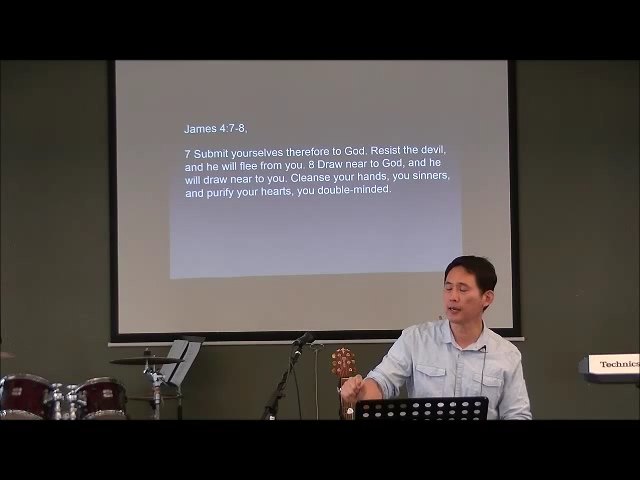 James 4:7-8,
7 Submit yourselves therefore to God. Resist the devil,
and he will flee from you. 8 Draw near to God, and he
will draw near to you. Cleanse your hands, you sinners,
and purify your hearts, you double-minded.
Technics